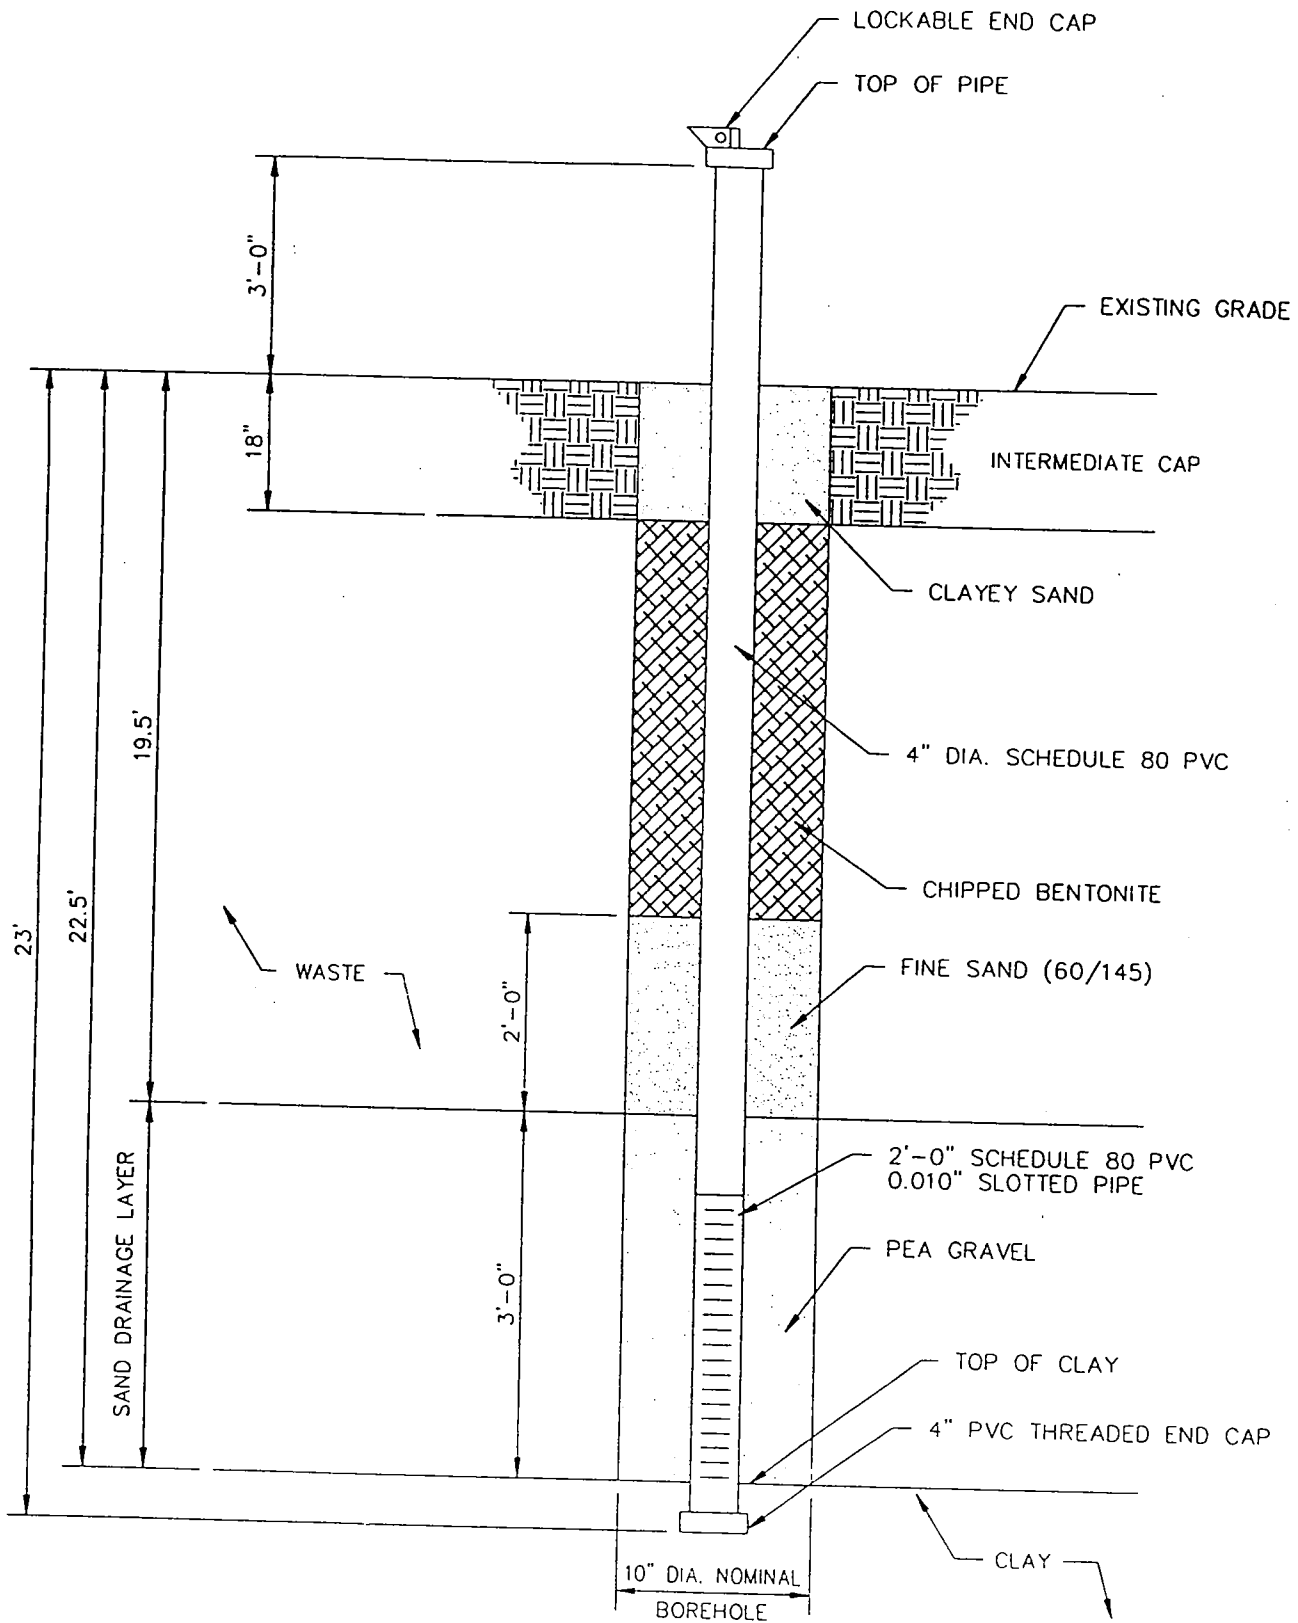 LOCKABLE END CAP
TOP OF PIPE
3'-0"
EXISTING GRADE
18"
INTERMEDIATE CAP
CLAYEY SAND
19.5'
4" DIA. SCHEDULE 80 PVC
CHIPPED BENTONITE
22.5'
23'
WASTE
FINE SAND (60/145)
2'-0"
2'-0" SCHEDULE 80 PVC
0.010" SLOTTED PIPE
SAND DRAINAGE LAYER
PEA GRAVEL
3'-0"
TOP OF CLAY
4" PVC THREADED END CAP
CLAY
10" DIA. NOMINAL
BOREHOLE